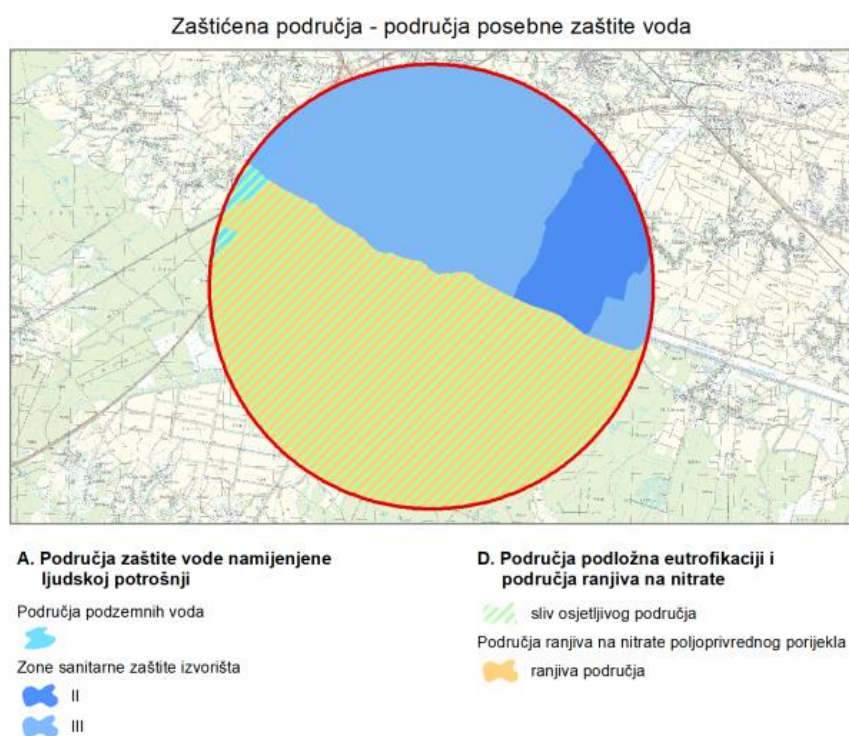 Zaštićena područja - područja posebne zaštite voda
A. Područja zaštite vode namijenjene
ljudskoj potrošnji
Područja podzemnih voda
Zone sanitarne zaštite izvorišta
II
III
D. Područja podložna eutrofikaciji i
područja ranjiva na nitrate
sliv osjetljivog područja
Područja ranjiva na nitrate poljoprivrednog porijekla
ranjiva područja